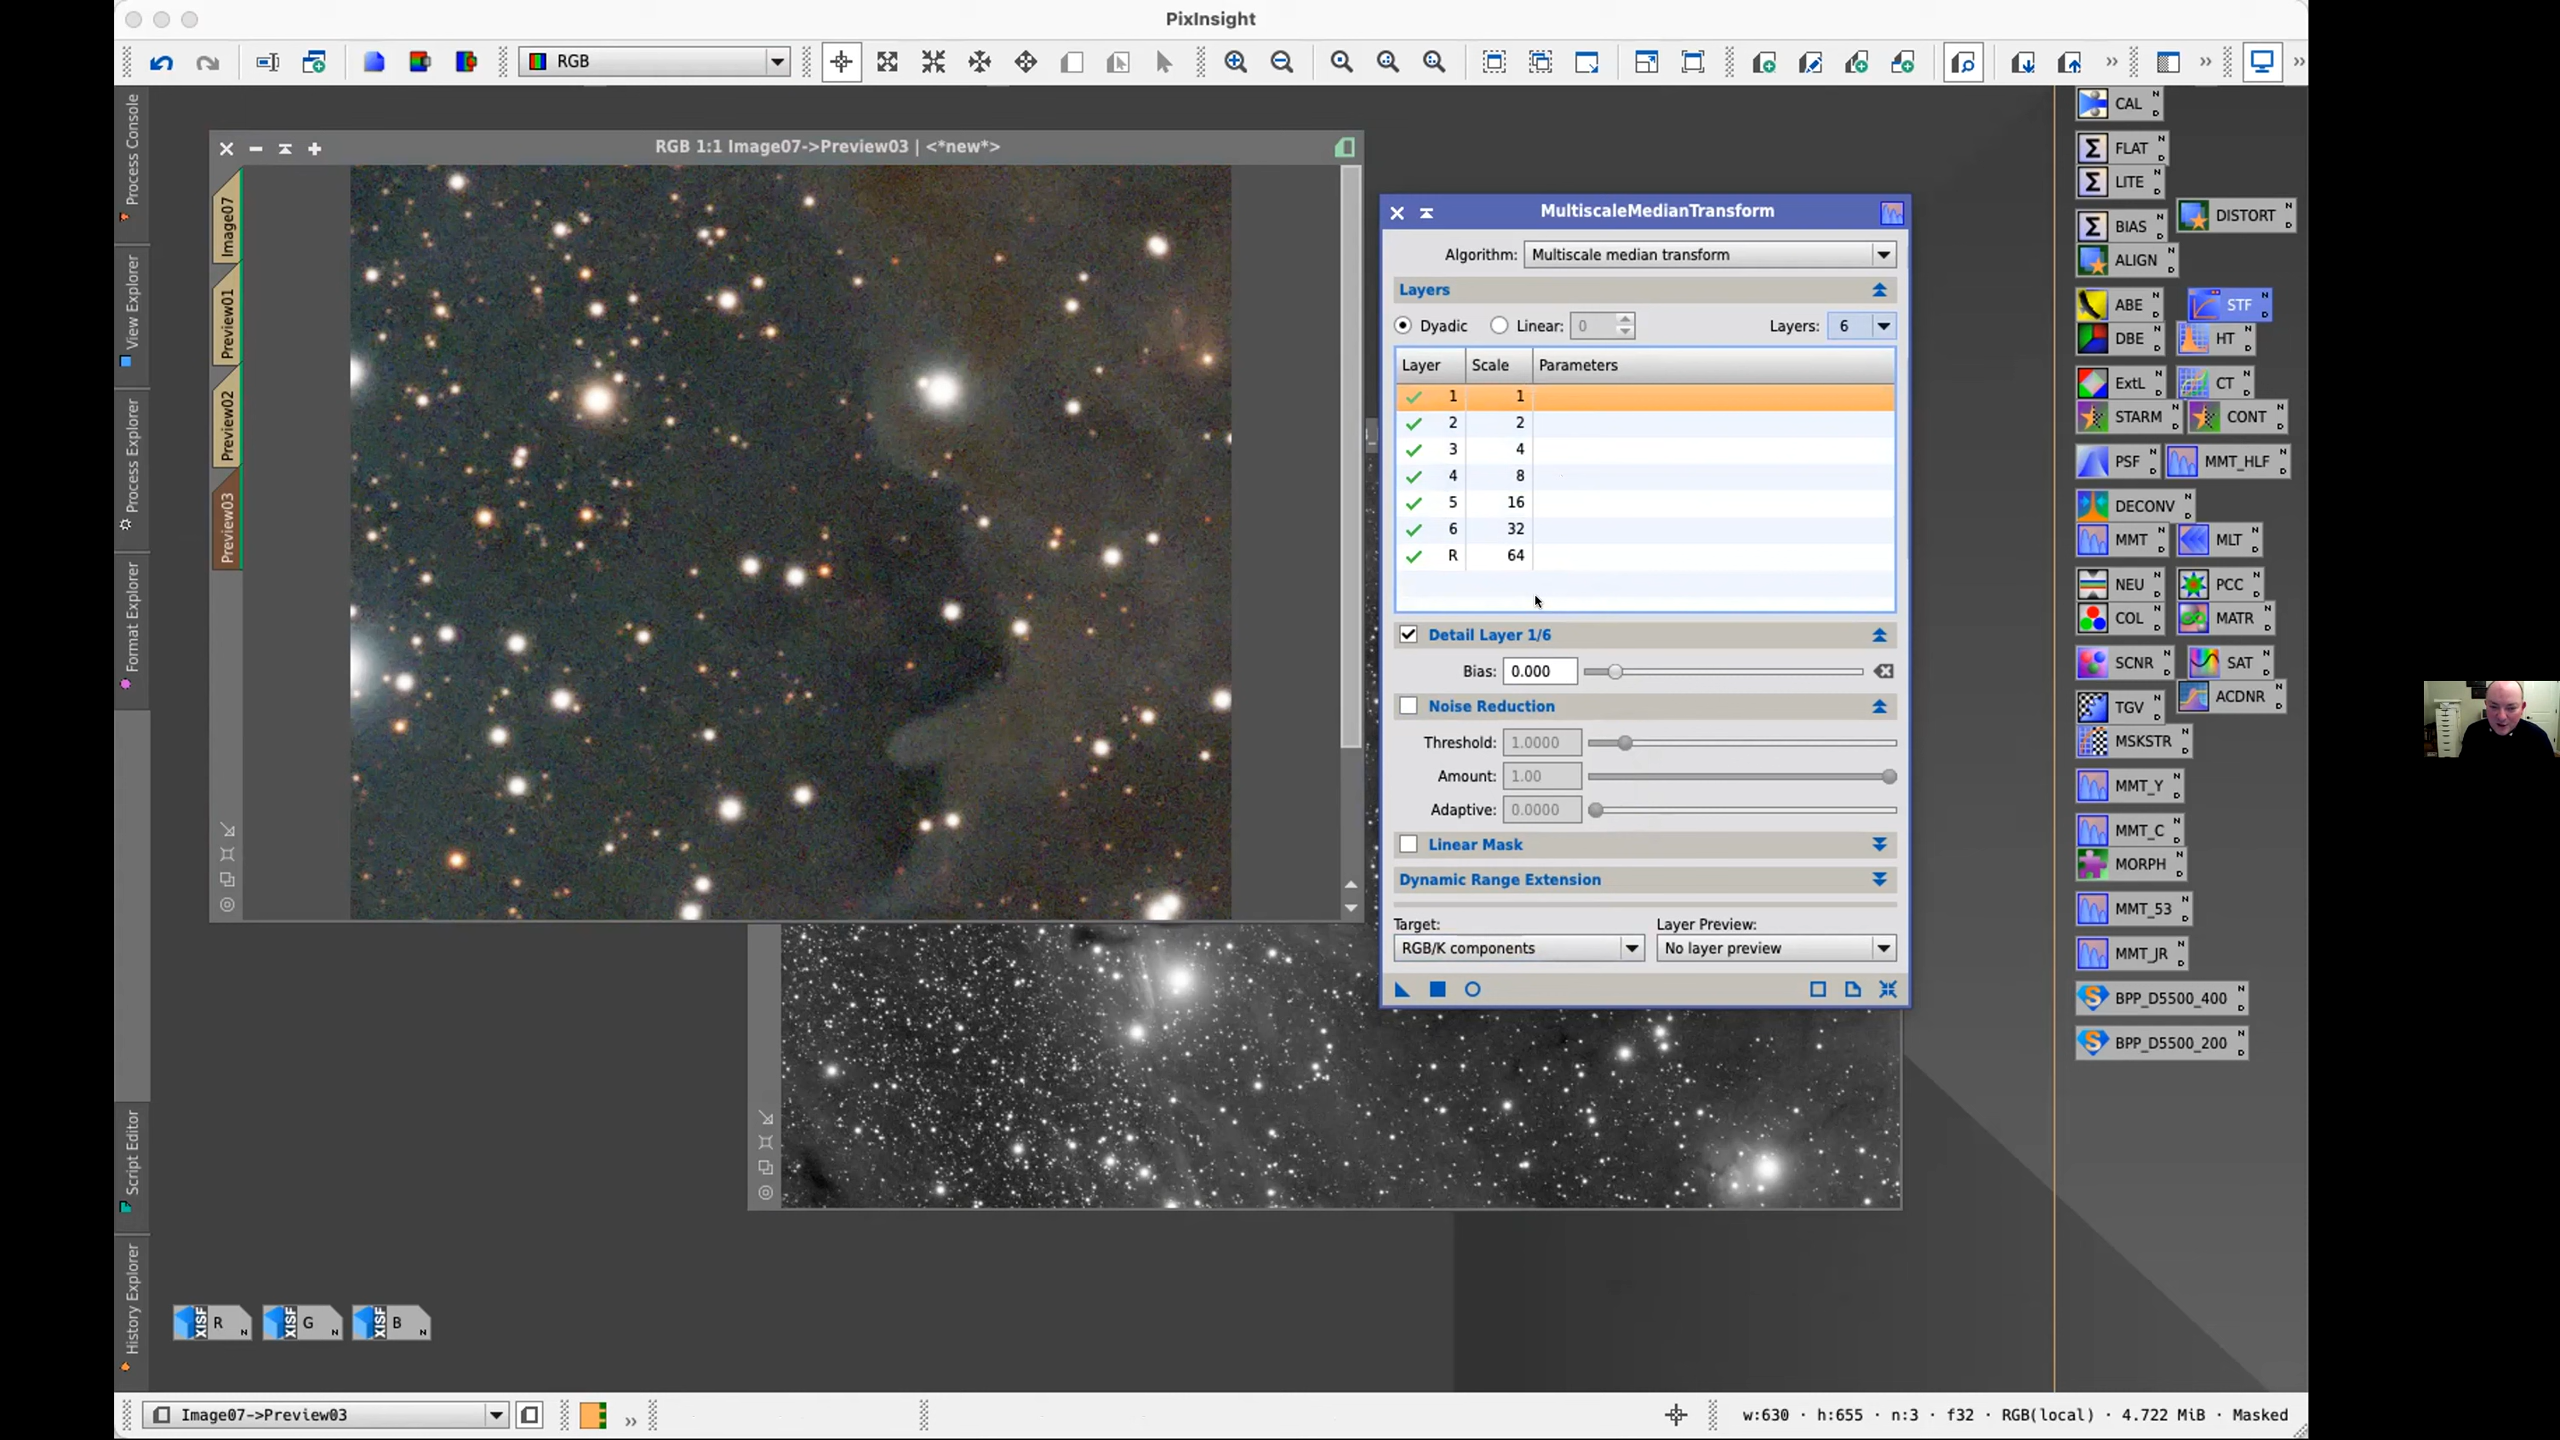 PixInsight
RGB
Process Console
View Explorer
Process Explorer
Format Explorer
Script Editor
History Explorer
RGB 1:1 Image07->Preview03 | <*new*>
Image07
Preview01
Preview02
Preview03
MultiscaleMedianTransform
Algorithm: Multiscale median transform
Layers
Dyadic Linear: 0 Layers: 6
Layer Scale Parameters
1 1
2 2
3 4
4 8
5 16
6 32
R 64
Detail Layer 1/6
Bias: 0.000
Noise Reduction
Threshold: 1.0000
Amount: 1.00
Adaptive: 0.0000
Linear Mask
Dynamic Range Extension
Target: Layer Preview:
RGB/K components No layer preview
CAL N D
FLAT N D
LITE N D
DISTORT N D
BIAS N D
ALIGN N D
ABE N D STF N D
DBE N D HT N D
ExtL N D CT N D
STARM N D CONT N D
PSF N D MMT_HLF N D
DECONV N D
MMT N D MLT N D
NEU N D PCC N D
COL N D MATR N D
SCNR N D SAT N D
ACDNR N D
TGV N D
MSKSTR N D
MMT_Y N D
MMT_C N D
MORPH N D
MMT_53 N D
MMT_JR N D
BPP_D5500_400 N D
BPP_D5500_200 N D
XISF R N
XISF G N
XISF B N
Image07->Preview03
w:630 · h:655 · n:3 · f32 · RGB(local) · 4.722 MiB · Masked